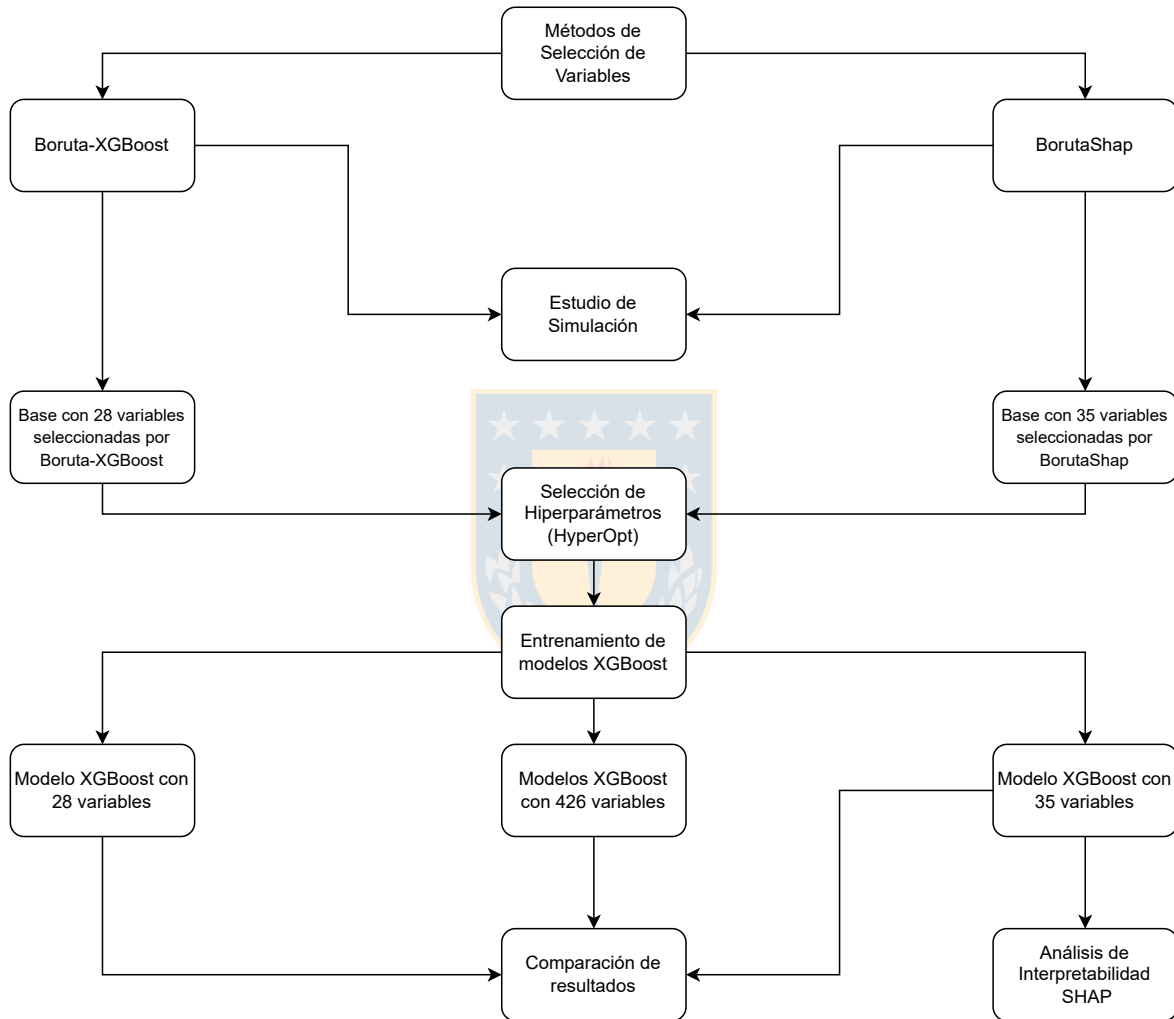 Métodos de
Selección de
Variables
Boruta-XGBoost
BorutaShap
Estudio de
Simulación
Base con 28 variables
seleccionadas por
Boruta-XGBoost
Base con 35 variables
seleccionadas por
BorutaShap
Selección de
Hiperparámetros
(HyperOpt)
Entrenamiento de
modelos XGBoost
Modelo XGBoost con
28 variables
Modelos XGBoost
con 426 variables
Modelo XGBoost con
35 variables
Comparación de
resultados
Análisis de
Interpretabilidad
SHAP